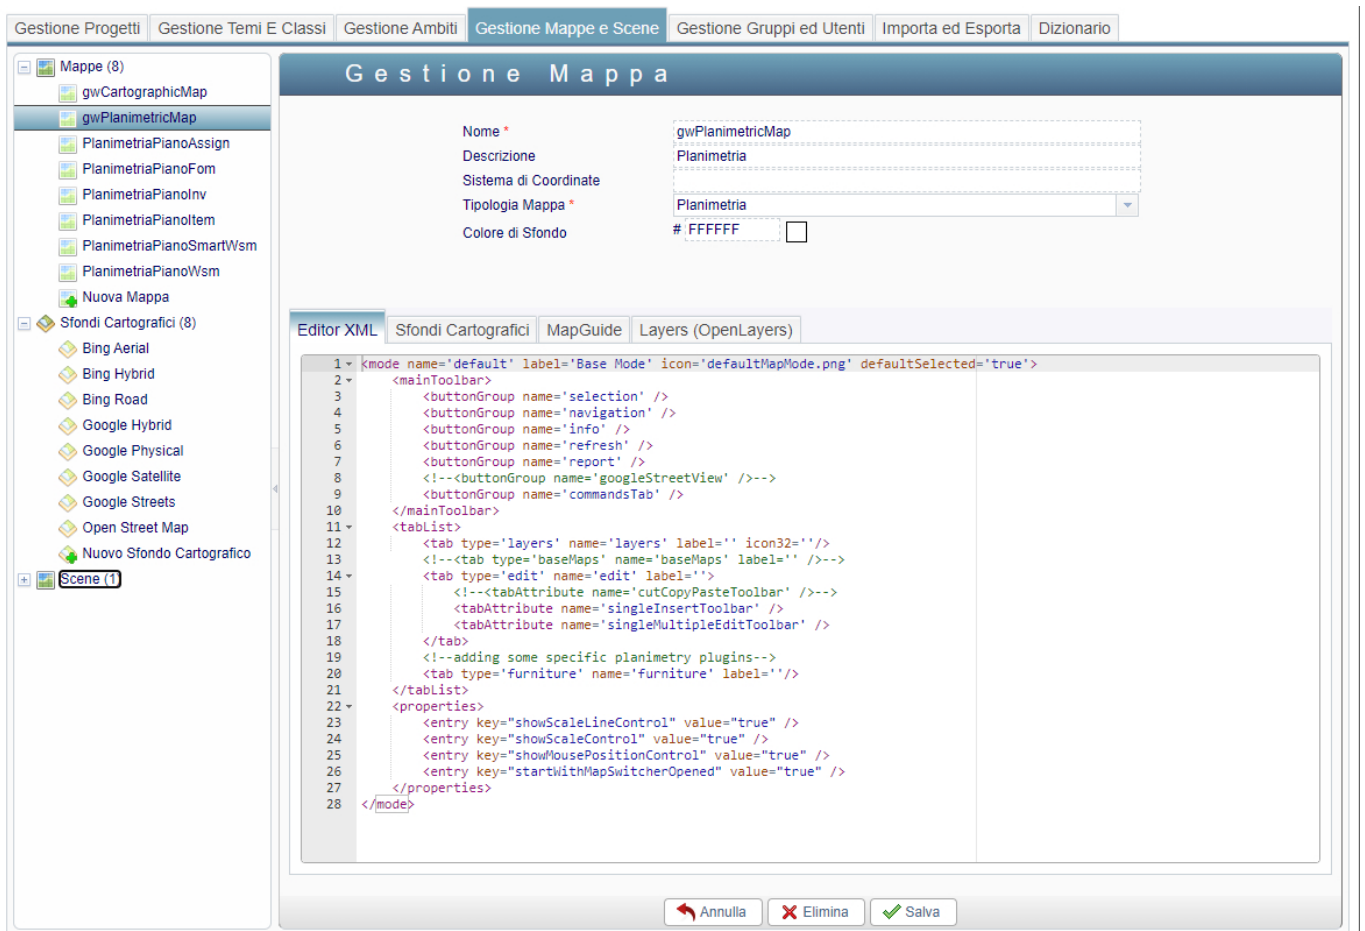 Gestione Progetti Gestione Temi E Classi Gestione Ambiti Gestione Mappe e Scene Gestione Gruppi ed Utenti Importa ed Esporta Dizionario
Mappe (8)
gwCartographicMap
gwPlanimetricMap
PlanimetriaPianoAssign
PlanimetriaPianoFom
PlanimetriaPianoInv
PlanimetriaPianoItem
PlanimetriaPianoSmartWsm
PlanimetriaPianoWsm
Nuova Mappa
Sfondi Cartografici (8)
Bing Aerial
Bing Hybrid
Bing Road
Google Hybrid
Google Physical
Google Satellite
Google Streets
Open Street Map
Nuovo Sfondo Cartografico
Scene (1)
Gestione Mappa
Nome * gwPlanimetricMap
Descrizione Planimetria
Sistema di Coordinate
Tipologia Mappa * Planimetria
Colore di Sfondo # FFFFFF
Editor XML Sfondi Cartografici MapGuide Layers (OpenLayers)
1 <mode name='default' label='Base Mode' icon='defaultMapMode.png' defaultSelected='true'>
2 <mainToolbar>
3 <buttonGroup name='selection' />
4 <buttonGroup name='navigation' />
5 <buttonGroup name='info' />
6 <buttonGroup name='refresh' />
7 <buttonGroup name='report' />
8 <!--<buttonGroup name='googleStreetView' />-->
9 <buttonGroup name='commandsTab' />
10 </mainToolbar>
11 <tabList>
12 <tab type='layers' name='layers' label='' icon32=''/>
13 <!--<tab type='baseMaps' name='baseMaps' label='' />-->
14 <tab type='edit' name='edit' label=''>
15 <!--<tabAttribute name='cutCopyPasteToolbar' />-->
16 <tabAttribute name='singleInsertToolbar' />
17 <tabAttribute name='singleMultipleEditToolbar' />
18 </tab>
19 <!--adding some specific planimetry plugins-->
20 <tab type='furniture' name='furniture' label=''/>
21 </tabList>
22 <properties>
23 <entry key="showScaleLineControl" value="true" />
24 <entry key="showScaleControl" value="true" />
25 <entry key="showMousePositionControl" value="true" />
26 <entry key="startWithMapSwitcherOpened" value="true" />
27 </properties>
28 </mode>
Annulla Elimina Salva